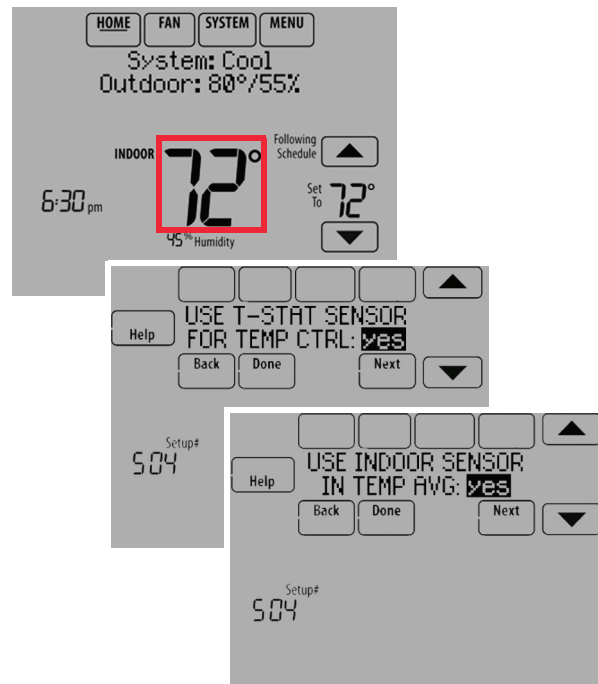 HOME FAN SYSTEM MENU
System: Cool
Outdoor: 80°/55%
Following
Schedule
INDOOR 72°
Set
To 72°
6:30 pm
45% Humidity
USE T-STAT SENSOR
Help
FOR TEMP CTRL: yes
Back Done Next
Setup#
504
USE INDOOR SENSOR
Help
IN TEMP AVG: yes
Back Done Next
Setup#
504